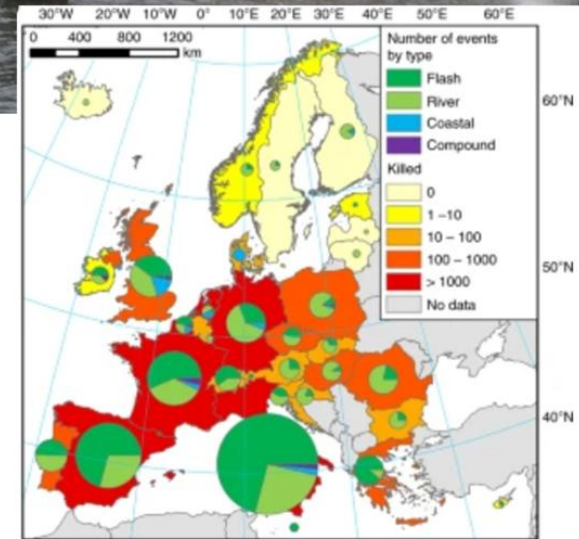 30°W 20°W 10°W 0° 10°E 20°E 30°E 40°E 50°E 60°E
0 400 800 1200
km
Number of events
by type
Flash
River
Coastal
Compound
Killed
0
1 –10
10 – 100
100 – 1000
> 1000
No data
60°N
50°N
40°N